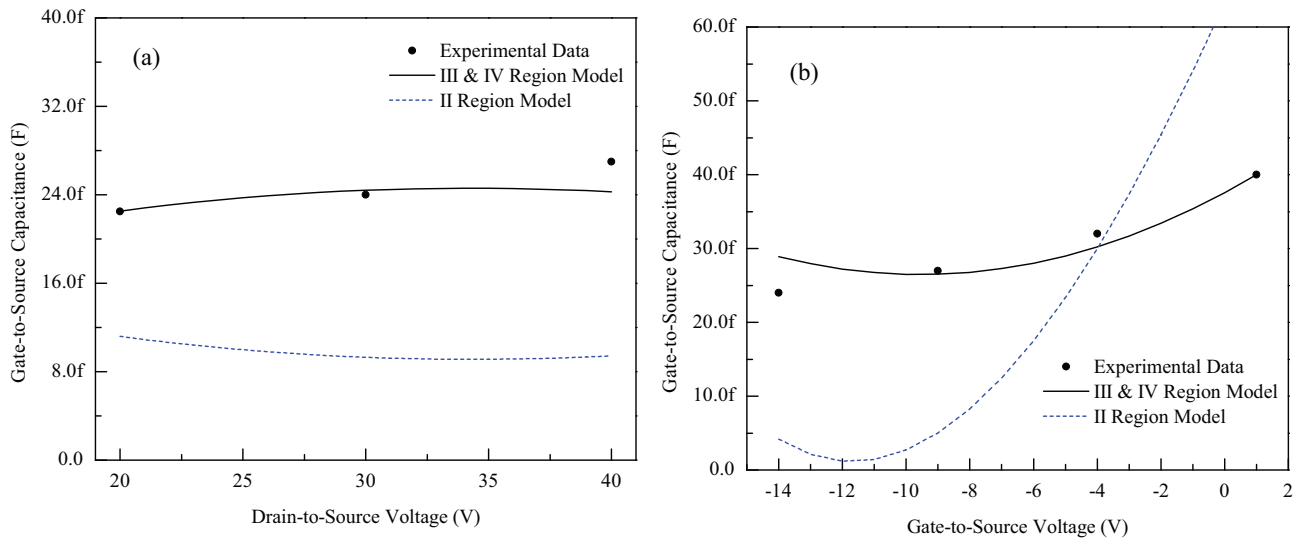 40.0f
32.0f
24.0f
16.0f
8.0f
0.0
Gate-to-Source Capacitance (F)
(a)
Experimental Data
III & IV Region Model
II Region Model
20
25
30
35
40
Drain-to-Source Voltage (V)
60.0f
50.0f
40.0f
30.0f
20.0f
10.0f
0.0
Gate-to-Source Capacitance (F)
(b)
Experimental Data
III & IV Region Model
II Region Model
-14
-12
-10
-8
-6
-4
-2
0
2
Gate-to-Source Voltage (V)